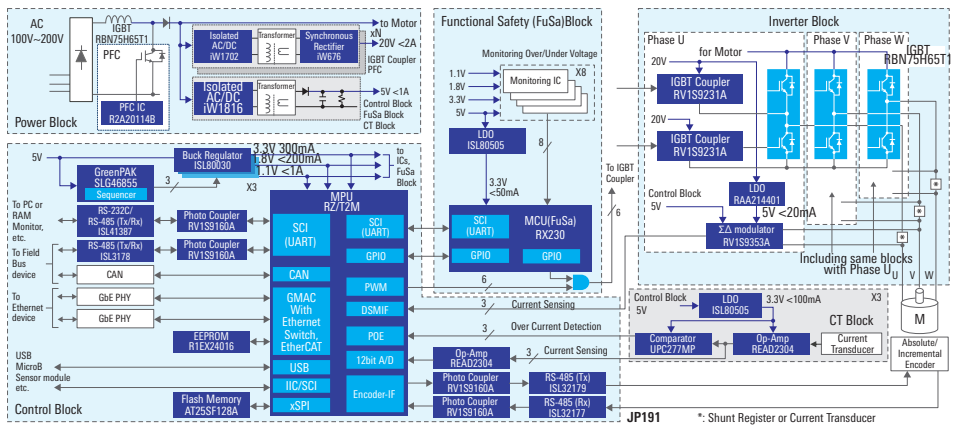 AC
100V~200V
IGBT
RBN75H65T1
PFC
PFC IC
R2A20114B
Power Block
to Motor
xN
20V <2A
Isolated
AC/DC
iW1702
Transformer
Synchronous
Rectifier
iW676
IGBT Coupler
PFC
Isolated
AC/DC
iW1816
Transformer
5V <1A
Control Block
FuSa Block
CT Block
Functional Safety (FuSa)Block
Monitoring Over/Under Voltage
1.1V
1.8V
3.3V
5V
Monitoring IC
X8
8
LDO
ISL80505
3.3V
<50mA
To IGBT
Coupler
6
SCI
(UART)
MCU(FuSa)
RX230
GPIO
GPIO
Inverter Block
Phase U
Phase V
Phase W
IGBT
RBN75H65T1
for Motor
20V
IGBT Coupler
RV1S9231A
20V
IGBT Coupler
RV1S9231A
Control Block
5V
LDO
RAA214401
5V <20mA
ΣΔ modulator
RV1S9353A
*
*
*
Including same blocks
with Phase U
U
V
W
M
Absolute/
Incremental
Encoder
Control Block
5V
LDO
ISL80505
3.3V <100mA
X3
CT Block
Comparator
UPC277MP
Op-Amp
READ2304
Current
Transducer
5V
Buck Regulator
ISL80030
3.3V 300mA
1.8V <200mA
1.1V <1A
to
ICs,
FuSa
Block
GreenPAK
SLG46855
Sequencer
3
X3
To PC or
RAM
Monitor,
etc.
RS-232C/
RS-485 (Tx/Rx)
ISL41387
Photo Coupler
RV1S9160A
RS-485 (Tx/Rx)
ISL3178
Photo Coupler
RV1S9160A
To Field
Bus
device
CAN
To
Ethernet
device
GbE PHY
GbE PHY
EEPROM
R1EX24016
USB
MicroB
Sensor module
etc.
Flash Memory
AT25SF128A
Control Block
MPU
RZ/T2M
SCI
(UART)
SCI
(UART)
GPIO
CAN
PWM
GMAC
With
Ethernet
Switch,
EtherCAT
DSMIF
POE
12bit A/D
USB
IIC/SCI
xSPI
Encoder-IF
6
3
Current Sensing
3
Over Current Detection
Op-Amp
READ2304
3
Current Sensing
Photo Coupler
RV1S9160A
RS-485 (Tx)
ISL32179
Photo Coupler
RV1S9160A
RS-485 (Rx)
ISL32177
JP191
*: Shunt Register or Current Transducer